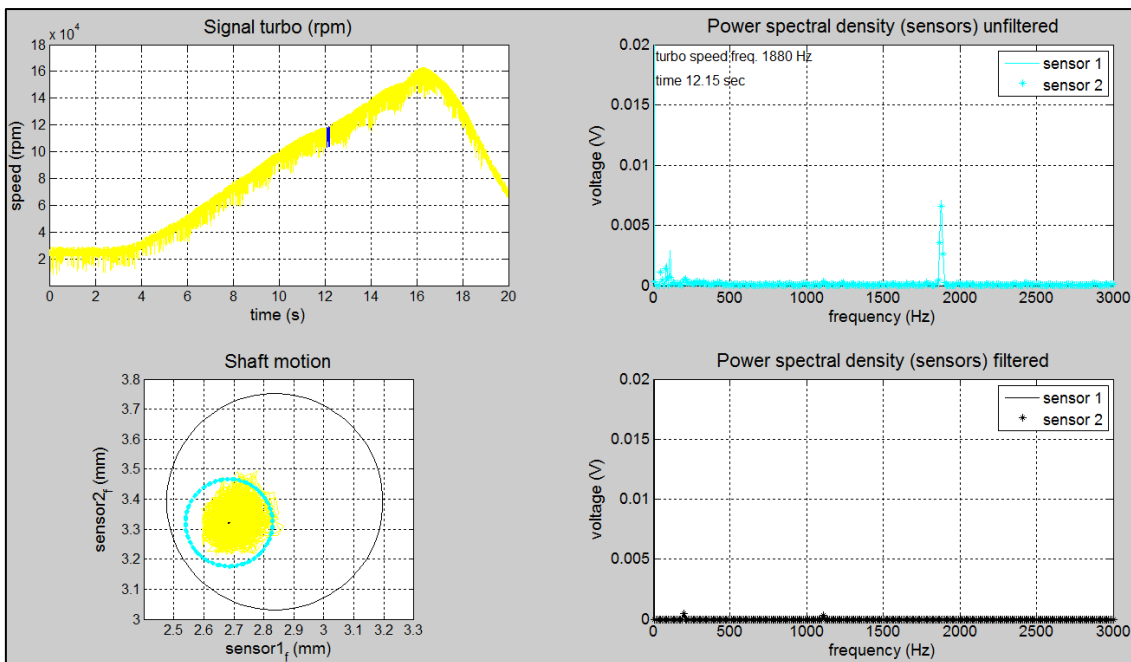 Signal turbo (rpm)
x 10⁴
18
16
14
12
10
8
6
4
2
0 2 4 6 8 10 12 14 16 18 20
speed (rpm)
time (s)
Power spectral density (sensors) unfiltered
0.02
0.015
0.01
0.005
0
0 500 1000 1500 2000 2500 3000
voltage (V)
frequency (Hz)
turbo speed freq. 1880 Hz
time 12.15 sec
sensor 1
sensor 2
Shaft motion
3.8
3.7
3.6
3.5
3.4
3.3
3.2
3.1
3
2.5 2.6 2.7 2.8 2.9 3 3.1 3.2 3.3
sensor2f (mm)
sensor1f (mm)
Power spectral density (sensors) filtered
0.02
0.015
0.01
0.005
0
0 500 1000 1500 2000 2500 3000
voltage (V)
frequency (Hz)
sensor 1
sensor 2